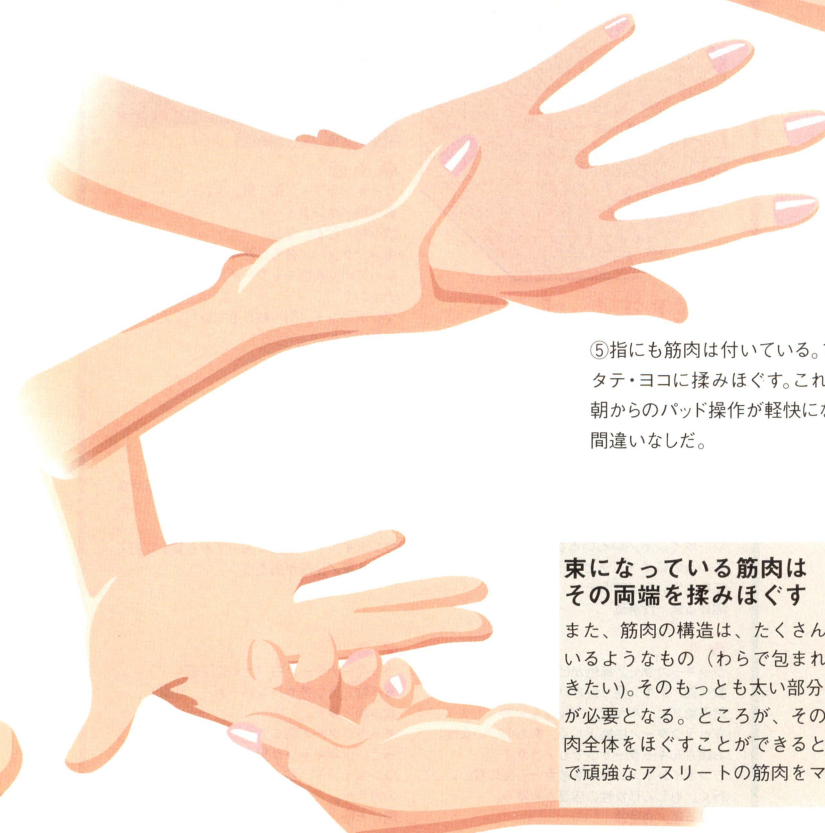 ⑤指にも筋肉は付いている。
タテ・ヨコに揉みほぐす。これ
朝からのパッド操作が軽快に
間違いなしだ。
束になっている筋肉は
その両端を揉みほぐす
また、筋肉の構造は、たくさん
いるようなもの（わらで包まれ
きたい)。そのもっとも太い部分
が必要となる。ところが、その
肉全体をほぐすことができると
で頑強なアスリートの筋肉をマ